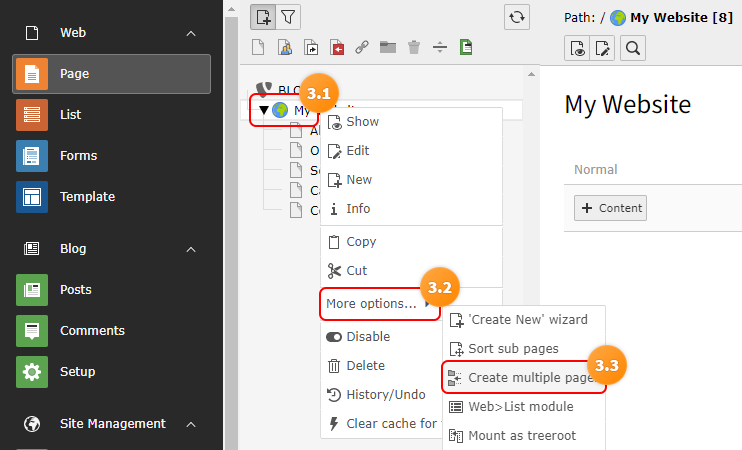 Web
Page
List
Forms
Template
Blog
Posts
Comments
Setup
Site Management
BLO
3.1
My
Show
Edit
New
Info
Copy
Cut
More options...
3.2
Disable
Delete
History/Undo
Clear cache for
'Create New' wizard
Sort sub pages
3.3
Create multiple page
Web>List module
Mount as treeroot
Path: / My Website [8]
My Website
Normal
+ Content